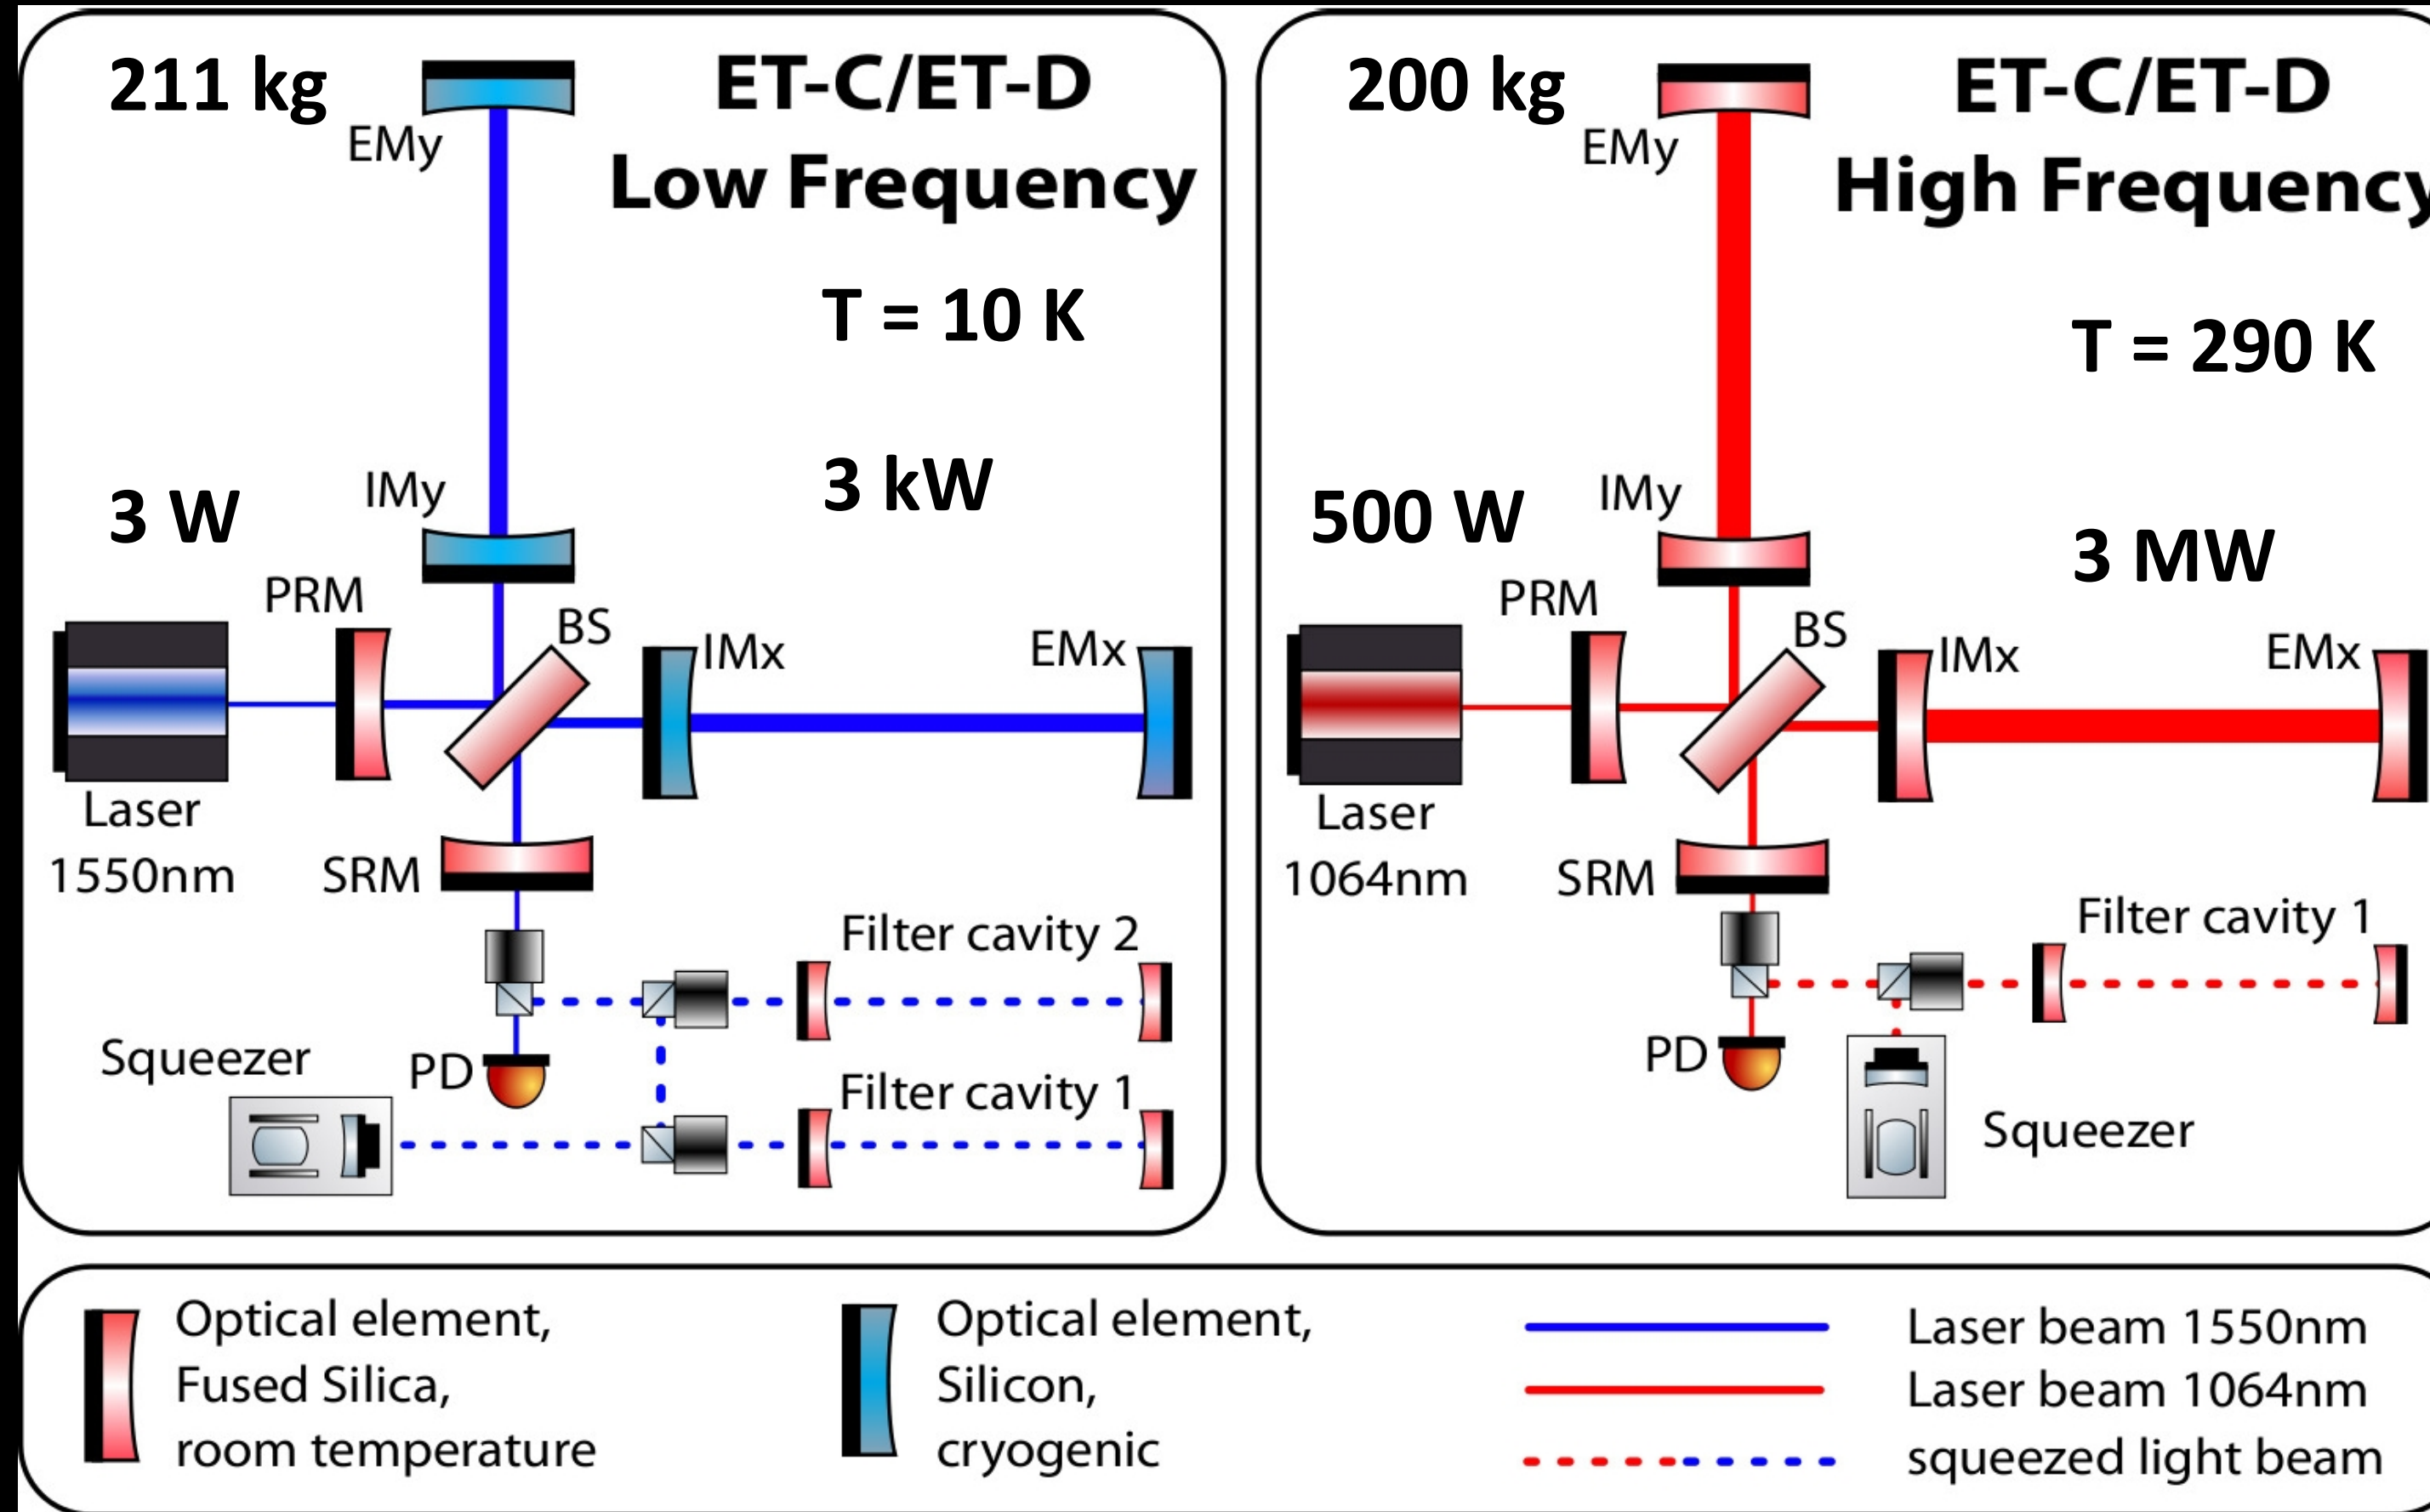 211 kg
ET-C/ET-D
Low Frequency
EMy
T = 10 K
3 kW
3 W
IMy
PRM
BS
IMx
EMx
Laser
1550nm
SRM
Filter cavity 2
Squeezer
PD
Filter cavity 1
200 kg
ET-C/ET-D
High Frequency
EMy
T = 290 K
500 W
IMy
3 MW
PRM
BS
IMx
EMx
Laser
1064nm
SRM
Filter cavity 1
PD
Squeezer
Optical element,
Fused Silica,
room temperature
Optical element,
Silicon,
cryogenic
Laser beam 1550nm
Laser beam 1064nm
squeezed light beam